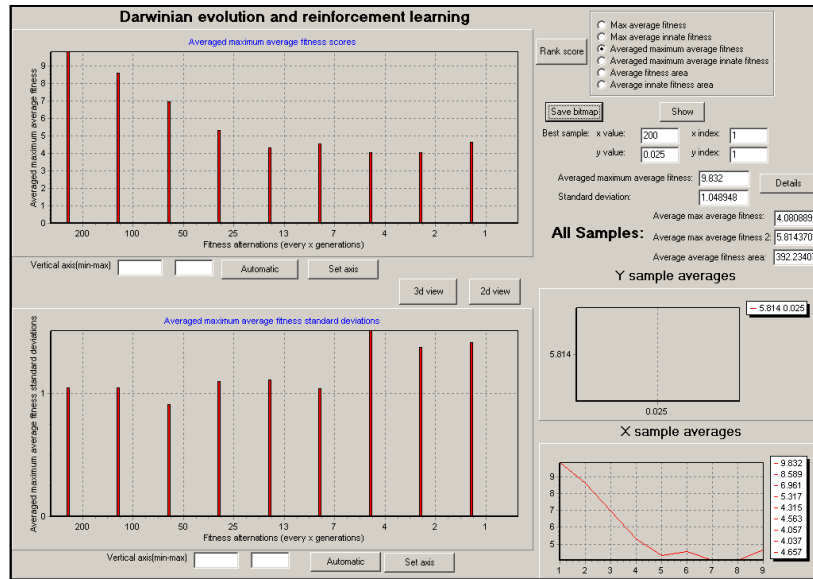 Darwinian evolution and reinforcement learning
Averaged maximum average fitness scores
Averaged maximum average fitness
9
8
7
6
5
4
3
2
1
0
200 100 50 25 13 7 4 2 1
Fitness alternations (every x generations)
Vertical axis(min-max)
Automatic
Set axis
3d view
2d view
Averaged maximum average fitness standard deviations
Averaged maximum average fitness standard deviations
1
200 100 50 25 13 7 4 2 1
Fitness alternations (every x generations)
Vertical axis(min-max)
Automatic
Set axis
Rank score
Max average fitness
Max average innate fitness
Averaged maximum average fitness
Averaged maximum average innate fitness
Average fitness area
Average innate fitness area
Save bitmap
Show
Best sample: x value: 200 x index: 1
y value: 0.025 y index: 1
Averaged maximum average fitness: 9.832
Standard deviation: 1.048948
Details
All Samples:
Average max average fitness: 4.080889
Average max average fitness 2: 5.814370
Average average fitness area: 392.2340
Y sample averages
5.814 0.025
5.814
0.025
X sample averages
9
8
7
6
5
1 2 3 4 5 6 7 8 9
9.832
8.589
6.961
5.317
4.315
4.563
4.057
4.037
4.657